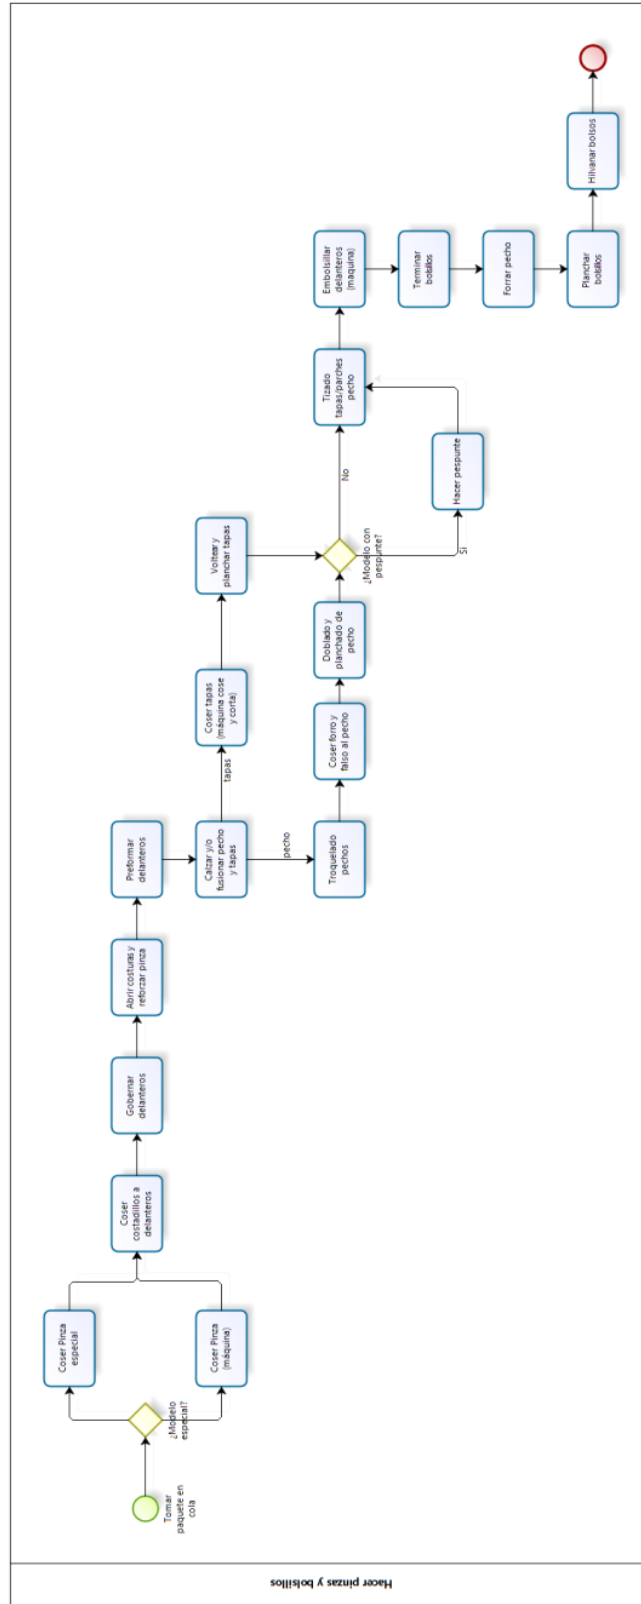 Hacer pinzas y bolsillos
Tomar
paquete en
cola
¿Modelo
especial?
Coser Pinza
especial
Coser Pinza
(máquina)
Coser
costadillos a
delanteros
Gobernar
delanteros
Abrir costuras y
reforzar pinza
Preformar
delanteros
Calzar y/o
fusionar pecho
y tapas
tapas
pecho
Coser tapas
(máquina cose
y corta)
Voltear y
planchar tapas
Troquelado
pechos
Coser forro y
falso al pecho
Doblado y
planchado de
pecho
¿Modelo con
pespunte?
No
Si
Hacer pespunte
Tizado
tapas/parches
pecho
Embolsillar
delanteros
(maquina)
Terminar
bolsillos
Forrar pecho
Planchar
bolsillos
Hilvanar bolsos